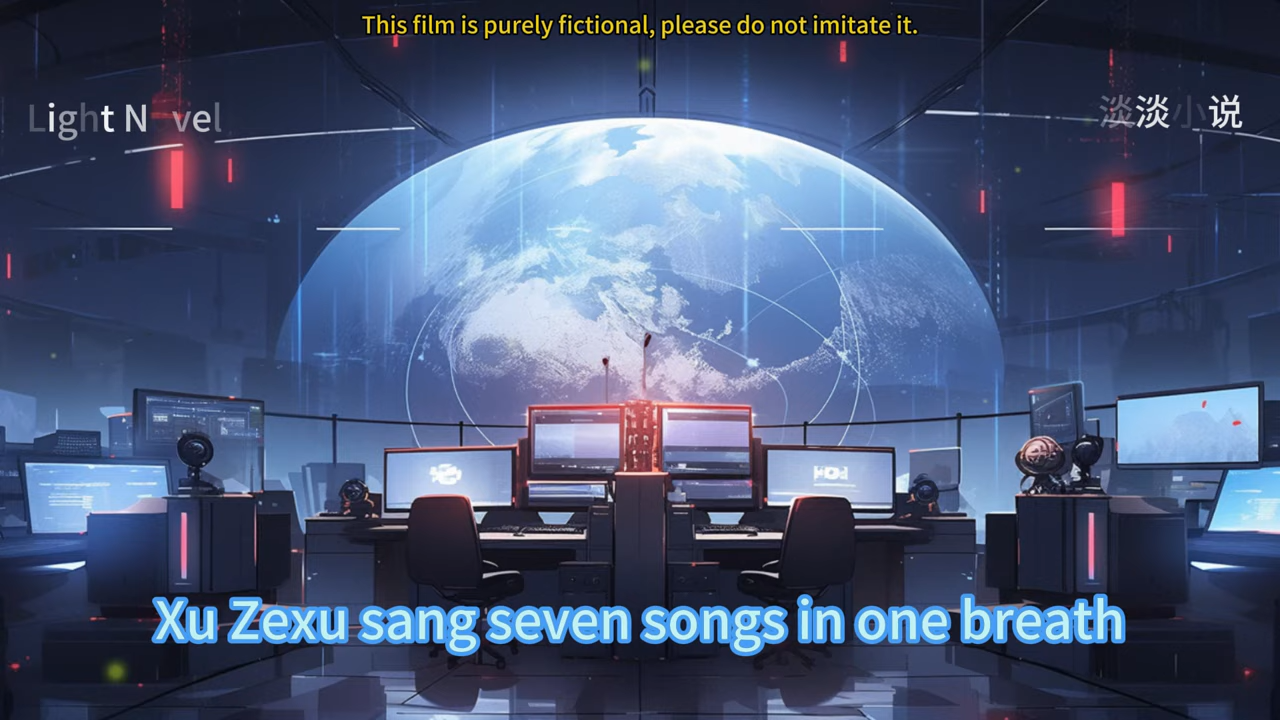 This film is purely fictional, please do not imitate it.
Light Novel
淡淡小说
Xu Zexu sang seven songs in one breath